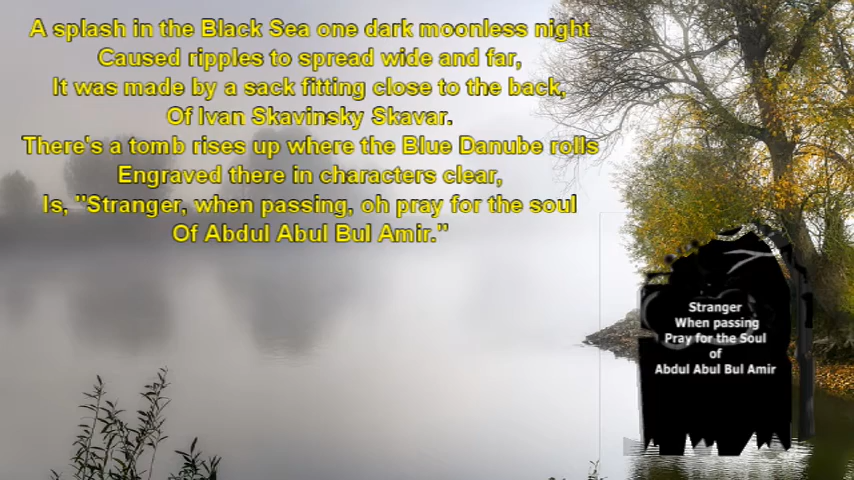 A splash in the Black Sea one dark moonless night
Caused ripples to spread wide and far,
It was made by a sack fitting close to the back,
Of Ivan Skavinsky Skavar.
There's a tomb rises up where the Blue Danube rolls
Engraved there in characters clear,
Is, "Stranger, when passing, oh pray for the soul
Of Abdul Abul Bul Amir."
Stranger
When passing
Pray for the Soul
of
Abdul Abul Bul Amir